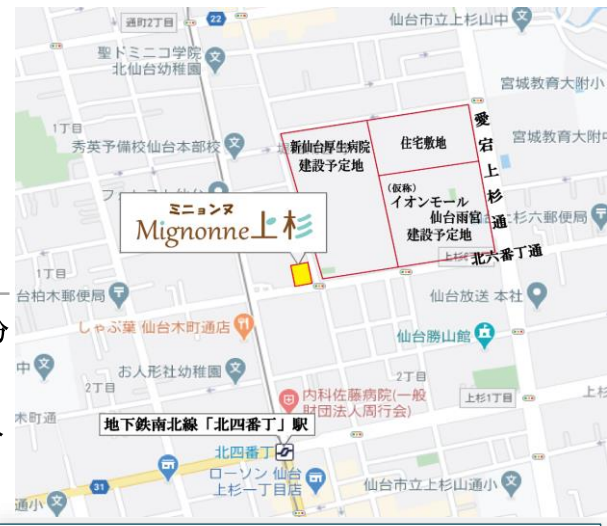 通町2丁目
22
仙台市立上杉山中
聖ドミニコ学院
北仙台幼稚園
宮城教育大附小
1丁目
秀英予備校仙台本部校
新仙台厚生病院
建設予定地
住宅敷地
愛宕上杉通
宮城教育大附中
(仮称)
イオンモール
仙台雨宮
建設予定地
上杉六郵便局
ミニョンヌ
Mignonne上杉
北六番丁通
1丁目
台柏木郵便局
仙台放送 本社
分
しゃぶ葉 仙台木町通店
仙台勝山館
中
お人形社幼稚園
2丁目
2丁目
内科佐藤病院(一般
財団法人周行会)
上杉1丁目
上杉
木町通
地下鉄南北線「北四番丁」駅
北四番丁
31
ローソン 仙台
上杉一丁目店
仙台市立上杉山通小
通小